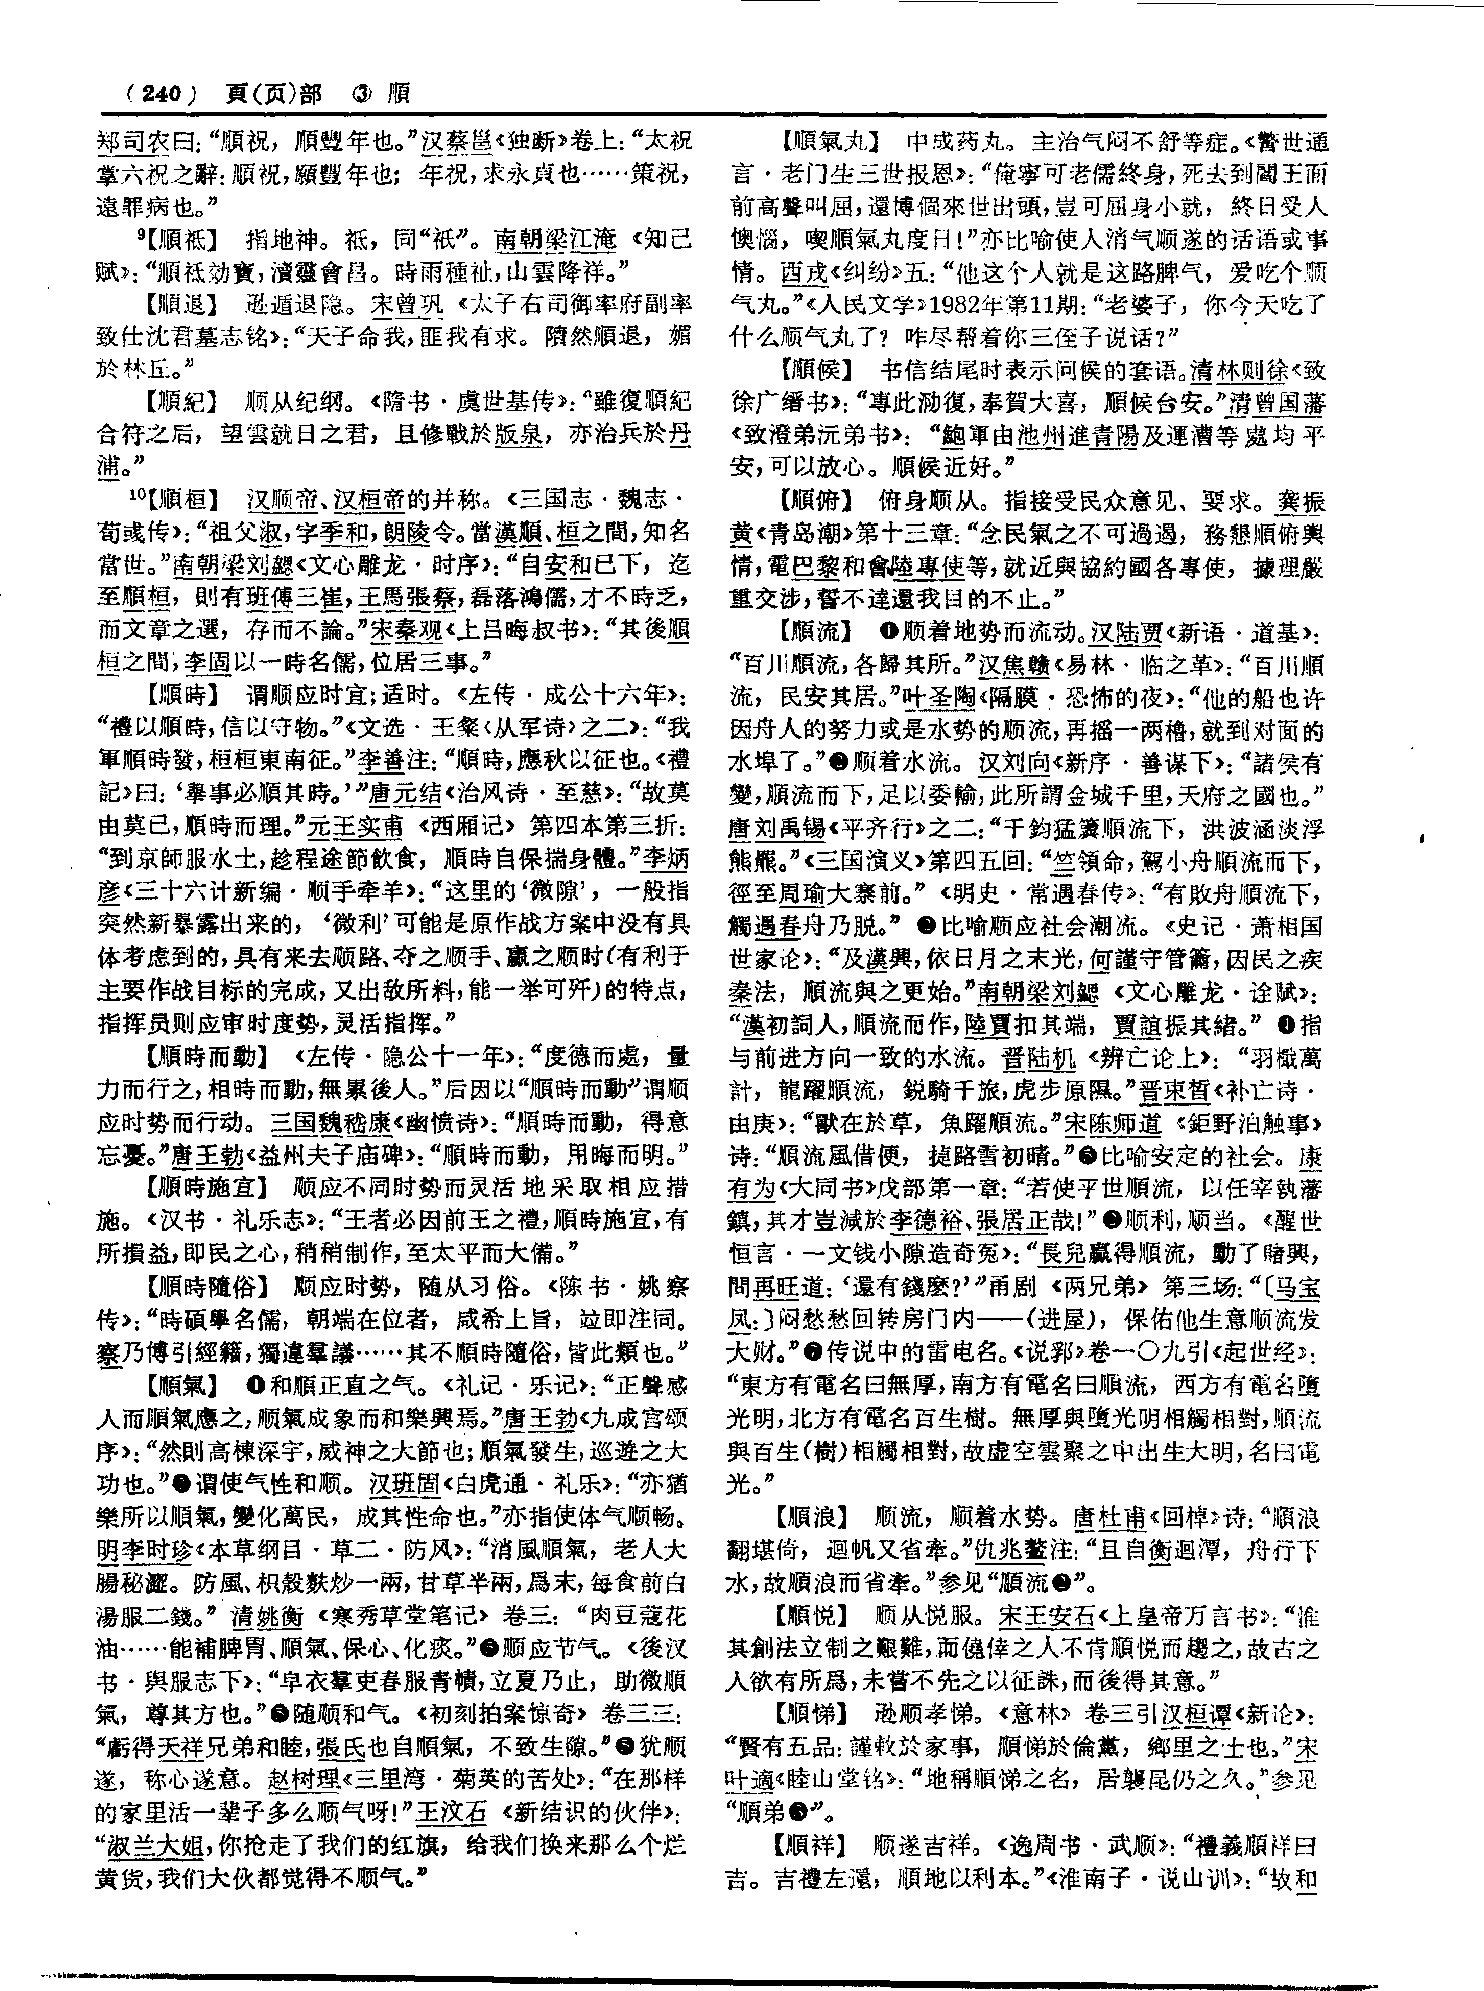 (240) 頁(页)部 ③ 順
郑司农曰:“順祝,順豐年也。”汉蔡邕《独断》卷上:“太祝
掌六祝之辭:順祝,願豐年也;年祝,求永貞也……策祝,
遠罪病也。”
9【順祗】 指地神。祗,同“祇”。南朝梁江淹《知己
賦》:“順祗効寶,瀆靈會昌。時雨種祉,山雲降祥。”
【順退】 逊遁退隐。宋曾巩《太子右司御率府副率
致仕沈君墓志铭》:“天子命我,匪我有求。隤然順退,媚
於林丘。”
【順紀】 顺从纪纲。《隋书·虞世基传》:“雖復順紀
合符之后,望雲就日之君,且修戰於版泉,亦治兵於丹
浦。”
10【順桓】 汉顺帝、汉桓帝的并称。《三国志·魏志·
荀彧传》:“祖父淑,字季和,朗陵令。當漢順、桓之間,知名
當世。”南朝梁刘勰《文心雕龙·时序》:“自安和已下,迄
至順桓,則有班傅三崔,王馬張蔡,磊落鴻儒,才不時乏,
而文章之選,存而不論。”宋秦观《上吕晦叔书》:“其後順
桓之間,李固以一時名儒,位居三事。”
【順時】 谓顺应时宜;适时。《左传·成公十六年》:
“禮以順時,信以守物。”《文选·王粲〈从军诗〉之二》:“我
軍順時發,桓桓東南征。”李善注:“順時,應秋以征也。《禮
記》曰:‘舉事必順其時。’”唐元结《治风诗·至慈》:“故莫
由莫已,順時而理。”元王实甫《西厢记》第四本第三折:
“到京師服水土,趁程途節飲食,順時自保揣身體。”李炳
彦《三十六计新编·顺手牵羊》:“这里的‘微隙’,一般指
突然新暴露出来的,‘微利’可能是原作战方案中没有具
体考虑到的,具有来去顺路、夺之顺手、赢之顺时(有利于
主要作战目标的完成,又出敌所料,能一举可歼)的特点,
指挥员则应审时度势,灵活指挥。”
【順時而動】 《左传·隐公十一年》:“度德而處,量
力而行之,相時而動,無累後人。”后因以“順時而動”谓顺
应时势而行动。三国魏嵇康《幽愤诗》:“順時而動,得意
忘憂。”唐王勃《益州夫子庙碑》:“順時而動,用晦而明。”
【順時施宜】 顺应不同时势而灵活地采取相应措
施。《汉书·礼乐志》:“王者必因前王之禮,順時施宜,有
所損益,即民之心,稍稍制作,至太平而大備。”
【順時隨俗】 顺应时势,随从习俗。《陈书·姚察
传》:“時碩學名儒,朝端在位者,咸希上旨,竝即注同。
察乃博引經籍,獨違羣議……其不順時隨俗,皆此類也。”
【順氣】 ❶和順正直之气。《礼记·乐记》:“正聲感
人而順氣應之,順氣成象而和樂興焉。”唐王勃《九成宫颂
序》:“然則高棟深宇,威神之大節也;順氣發生,巡遊之大
功也。”❷谓使气性和顺。汉班固《白虎通·礼乐》:“亦猶
樂所以順氣,變化萬民,成其性命也。”亦指使体气顺畅。
明李时珍《本草纲目·草二·防风》:“消風順氣,老人大
腸秘澀。防風、枳殼麩炒一兩,甘草半兩,爲末,每食前白
湯服二錢。”清姚衡《寒秀草堂笔记》卷三:“肉豆蔻花
油……能補脾胃、順氣、保心、化痰。”❸顺应节气。《後汉
书·舆服志下》:“皁衣羣吏春服青幘,立夏乃止,助微順
氣,尊其方也。”❹随顺和气。《初刻拍案惊奇》卷三三:
“虧得天祥兄弟和睦,張氏也自順氣,不致生隙。”❺犹顺
遂,称心遂意。赵树理《三里湾·菊英的苦处》:“在那样
的家里活一辈子多么顺气呀!”王汶石《新结识的伙伴》:
“淑兰大姐,你抢走了我们的红旗,给我们换来那么个烂
黄货,我们大伙都觉得不顺气。”
【順氣丸】 中成药丸。主治气闷不舒等症。《警世通
言·老门生三世报恩》:“俺寧可老儒終身,死去到閻王面
前高聲叫屈,還博個來世出頭,豈可屈身小就,終日受人
懊惱,喫順氣丸度日!”亦比喻使人消气顺遂的话语或事
情。西戎《纠纷》五:“他这个人就是这路脾气,爱吃个顺
气丸。”《人民文学》1982年第11期:“老婆子,你今天吃了
什么顺气丸了?咋尽帮着你三侄子说话?”
【順候】 书信结尾时表示问候的套语。清林则徐《致
徐广缙书》:“專此泐復,奉賀大喜,順候台安。”清曾国藩
《致澄弟沅弟书》:“鮑軍由池州進青陽及運漕等處均平
安,可以放心。順候近好。”
【順俯】 俯身顺从。指接受民众意见、要求。龚振
黄《青岛潮》第十三章:“念民氣之不可過遏,務懇順俯輿
情,電巴黎和會陸專使等,就近與協約國各專使,據理嚴
重交涉,誓不達還我目的不止。”
【順流】 ❶顺着地势而流动。汉陆贾《新语·道基》:
“百川順流,各歸其所。”汉焦赣《易林·临之革》:“百川順
流,民安其居。”叶圣陶《隔膜·恐怖的夜》:“他的船也许
因舟人的努力或是水势的顺流,再摇一两橹,就到对面的
水埠了。”❷顺着水流。汉刘向《新序·善谋下》:“諸侯有
變,順流而下,足以委輸,此所謂金城千里,天府之國也。”
唐刘禹锡《平齐行》之二:“千鈞猛簴順流下,洪波涵淡浮
熊羆。”《三国演义》第四五回:“竺領命,駕小舟順流而下,
徑至周瑜大寨前。”《明史·常遇春传》:“有敗舟順流下,
觸遇春舟乃脱。”❸比喻顺应社会潮流。《史记·萧相国
世家论》:“及漢興,依日月之末光,何謹守管籥,因民之疾
秦法,順流與之更始。”南朝梁刘勰《文心雕龙·诠赋》:
“漢初詞人,順流而作,陸賈扣其端,賈誼振其緒。”❹指
与前进方向一致的水流。晋陆机《辨亡论上》:“羽檝萬
計,龍躍順流,鋭騎千旅,虎步原隰。”晋束晳《补亡诗·
由庚》:“獸在於草,魚躍順流。”宋陈师道《鉅野泊触事》
诗:“順流風借便,捷路雪初晴。”❺比喻安定的社会。康
有为《大同书》戊部第一章:“若使平世順流,以任宰執藩
鎮,其才豈減於李德裕、張居正哉!”❻顺利,顺当。《醒世
恒言·一文钱小隙造奇冤》:“長兒贏得順流,動了賭興,
問再旺道:‘還有錢麽?’”甬剧《两兄弟》第三场:“〔马宝
凤:〕闷愁愁回转房门内——(进屋),保佑他生意顺流发
大财。”❼传说中的雷电名。《说郛》卷一〇九引《起世经》:
“東方有電名曰無厚,南方有電名曰順流,西方有電名墮
光明,北方有電名百生樹。無厚與墮光明相觸相對,順流
與百生(樹)相觸相對,故虛空雲聚之中出生大明,名曰電
光。”
【順浪】 顺流,顺着水势。唐杜甫《回棹》诗:“順浪
翻堪倚,迴帆又省牽。”仇兆鳌注:“且自衡迴潭,舟行下
水,故順浪而省牽。”参见“順流❷”。
【順悦】 顺从悦服。宋王安石《上皇帝万言书》:“惟
其創法立制之艱難,而僥倖之人不肯順悦而趨之,故古之
人欲有所爲,未嘗不先之以征誅,而後得其意。”
【順悌】 逊顺孝悌。《意林》卷三引汉桓谭《新论》:
“賢有五品:謹敕於家事,順悌於倫黨,鄉里之士也。”宋
叶適《睦山堂铭》:“地稱順悌之名,居襲昆仍之久。”参见
“順弟❸”。
【順祥】 顺遂吉祥。《逸周书·武顺》:“禮義順祥曰
吉。吉禮左還,順地以利本。”《淮南子·说山训》:“故和